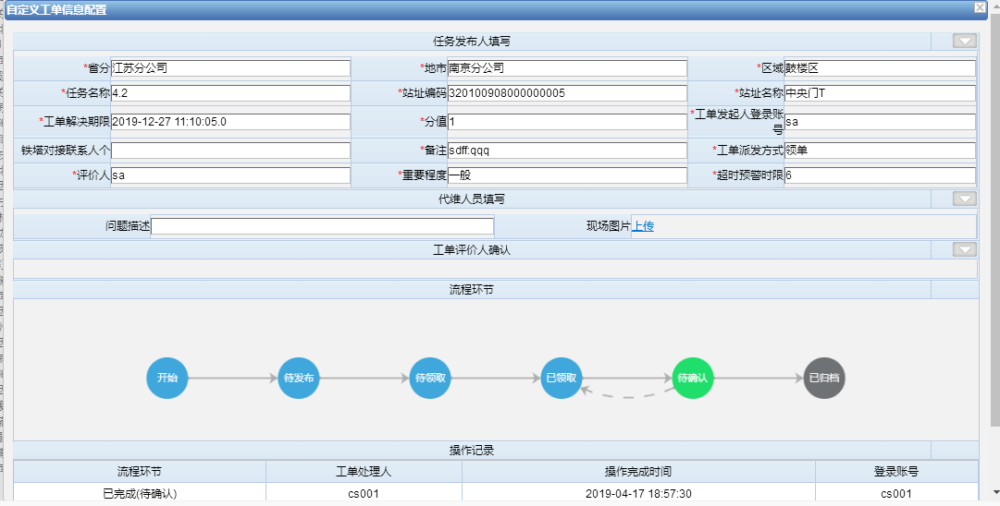 自定义工单信息配置
任务发布人填写
*省分 江苏分公司 *地市 南京分公司 *区域 鼓楼区
*任务名称 4.2 *站址编码 320100908000000005 *站址名称 中央门T
*工单解决期限 2019-12-27 11:10:05.0 *分值 1 *工单发起人登录账号 sa
铁塔对接联系人个 *备注 sdff:qqq *工单派发方式 领单
*评价人 sa *重要程度 一般 *超时预警时限 6
代维人员填写
问题描述 现场图片 上传
工单评价人确认
流程环节
开始 待发布 待领取 已领取 待确认 已归档
操作记录
流程环节 工单处理人 操作完成时间 登录账号
已完成(待确认) cs001 2019-04-17 18:57:30 cs001